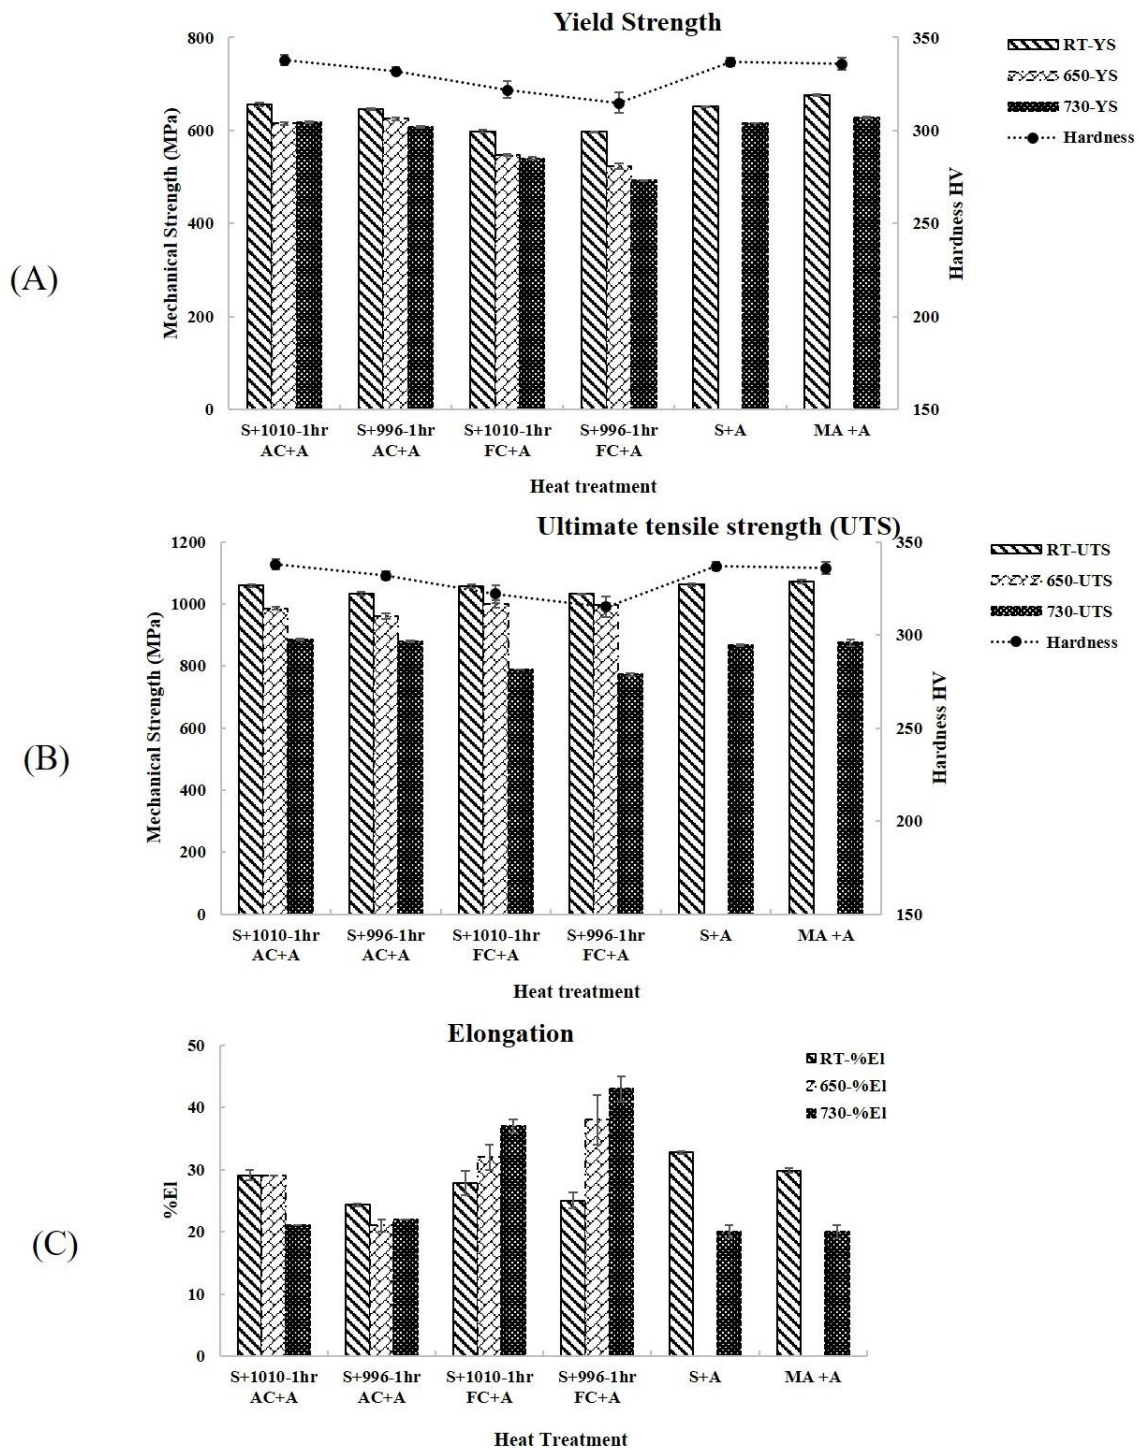 Yield Strength
800
600
400
200
0
Mechanical Strength (MPa)
350
300
250
200
150
Hardness HV
RT-YS
650-YS
730-YS
Hardness
S+1010-1hr
AC+A
S+996-1hr
AC+A
S+1010-1hr
FC+A
S+996-1hr
FC+A
S+A
MA +A
Heat treatment
(A)
Ultimate tensile strength (UTS)
1200
1000
800
600
400
200
0
Mechanical Strength (MPa)
350
300
250
200
150
Hardness HV
RT-UTS
650-UTS
730-UTS
Hardness
S+1010-1hr
AC+A
S+996-1hr
AC+A
S+1010-1hr
FC+A
S+996-1hr
FC+A
S+A
MA +A
Heat treatment
(B)
Elongation
50
40
30
20
10
0
%El
RT-%El
650-%El
730-%El
S+1010-1hr
AC+A
S+996-1hr
AC+A
S+1010-1hr
FC+A
S+996-1hr
FC+A
S+A
MA +A
Heat Treatment
(C)